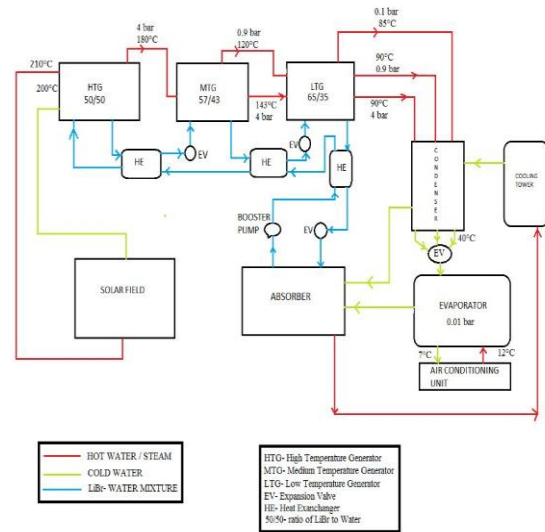 0.1 bar
85°C
4 bar
180°C
0.9 bar
120°C
210°C
90°C
0.9 bar
HTG
50/50
MTG
57/43
LTG
65/35
200°C
143°C
4 bar
90°C
4 bar
HE
EV
HE
EV
HE
CONDENSER
COOLING
TOWER
BOOSTER
PUMP
EV
40°C
EV
SOLAR FIELD
ABSORBER
EVAPORATOR
0.01 bar
7°C
12°C
AIR CONDITIONING
UNIT
HOT WATER / STEAM
COLD WATER
LiBr- WATER MIXTURE
HTG- High Temperature Generator
MTG- Medium Temperature Generator
LTG- Low Temperature Generator
EV- Expansion Valve
HE- Heat Exanchanger
50/50- ratio of LiBr to Water